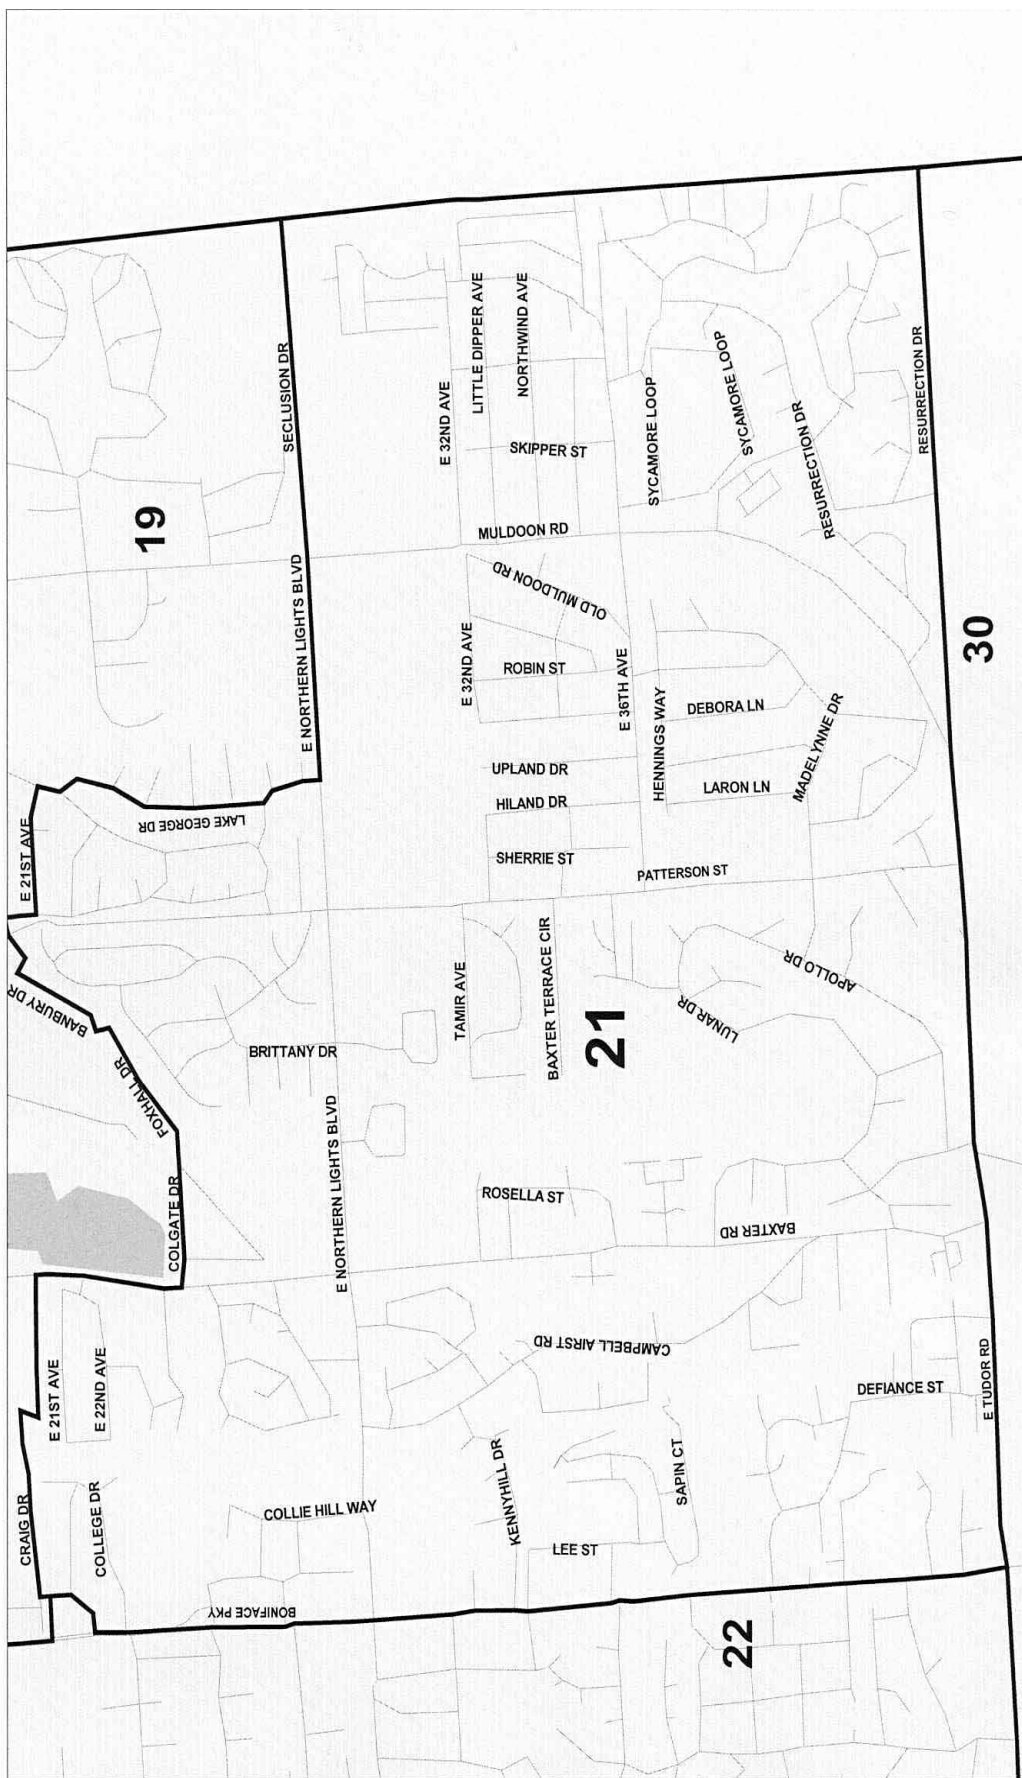 CRAIG DR
E 21ST AVE
E 22ND AVE
COLLEGE DR
COLLIE HILL WAY
BONIFACE PKY
COLGATE DR
FOXHALL DR
BANBURY DR
E 21ST AVE
LAKE GEORGE DR
BRITTANY DR
E NORTHERN LIGHTS BLVD
E NORTHERN LIGHTS BLVD
SECLUSION DR
19
KENNYHILL DR
LEE ST
SAPIN CT
CAMPBELL AIRST RD
DEFIANCE ST
E TUDOR RD
ROSELLA ST
BAXTER RD
TAMIR AVE
BAXTER TERRACE CIR
21
LUNAR DR
APOLLO DR
PATTERSON ST
SHERRIE ST
HILAND DR
UPLAND DR
LARON LN
HENNINGS WAY
DEBORA LN
MADELYNNE DR
E 32ND AVE
ROBIN ST
E 36TH AVE
OLD MULDOON RD
MULDOON RD
E 32ND AVE
LITTLE DIPPER AVE
NORTHWIND AVE
SKIPPER ST
SYCAMORE LOOP
SYCAMORE LOOP
RESURRECTION DR
RESURRECTION DR
30
22